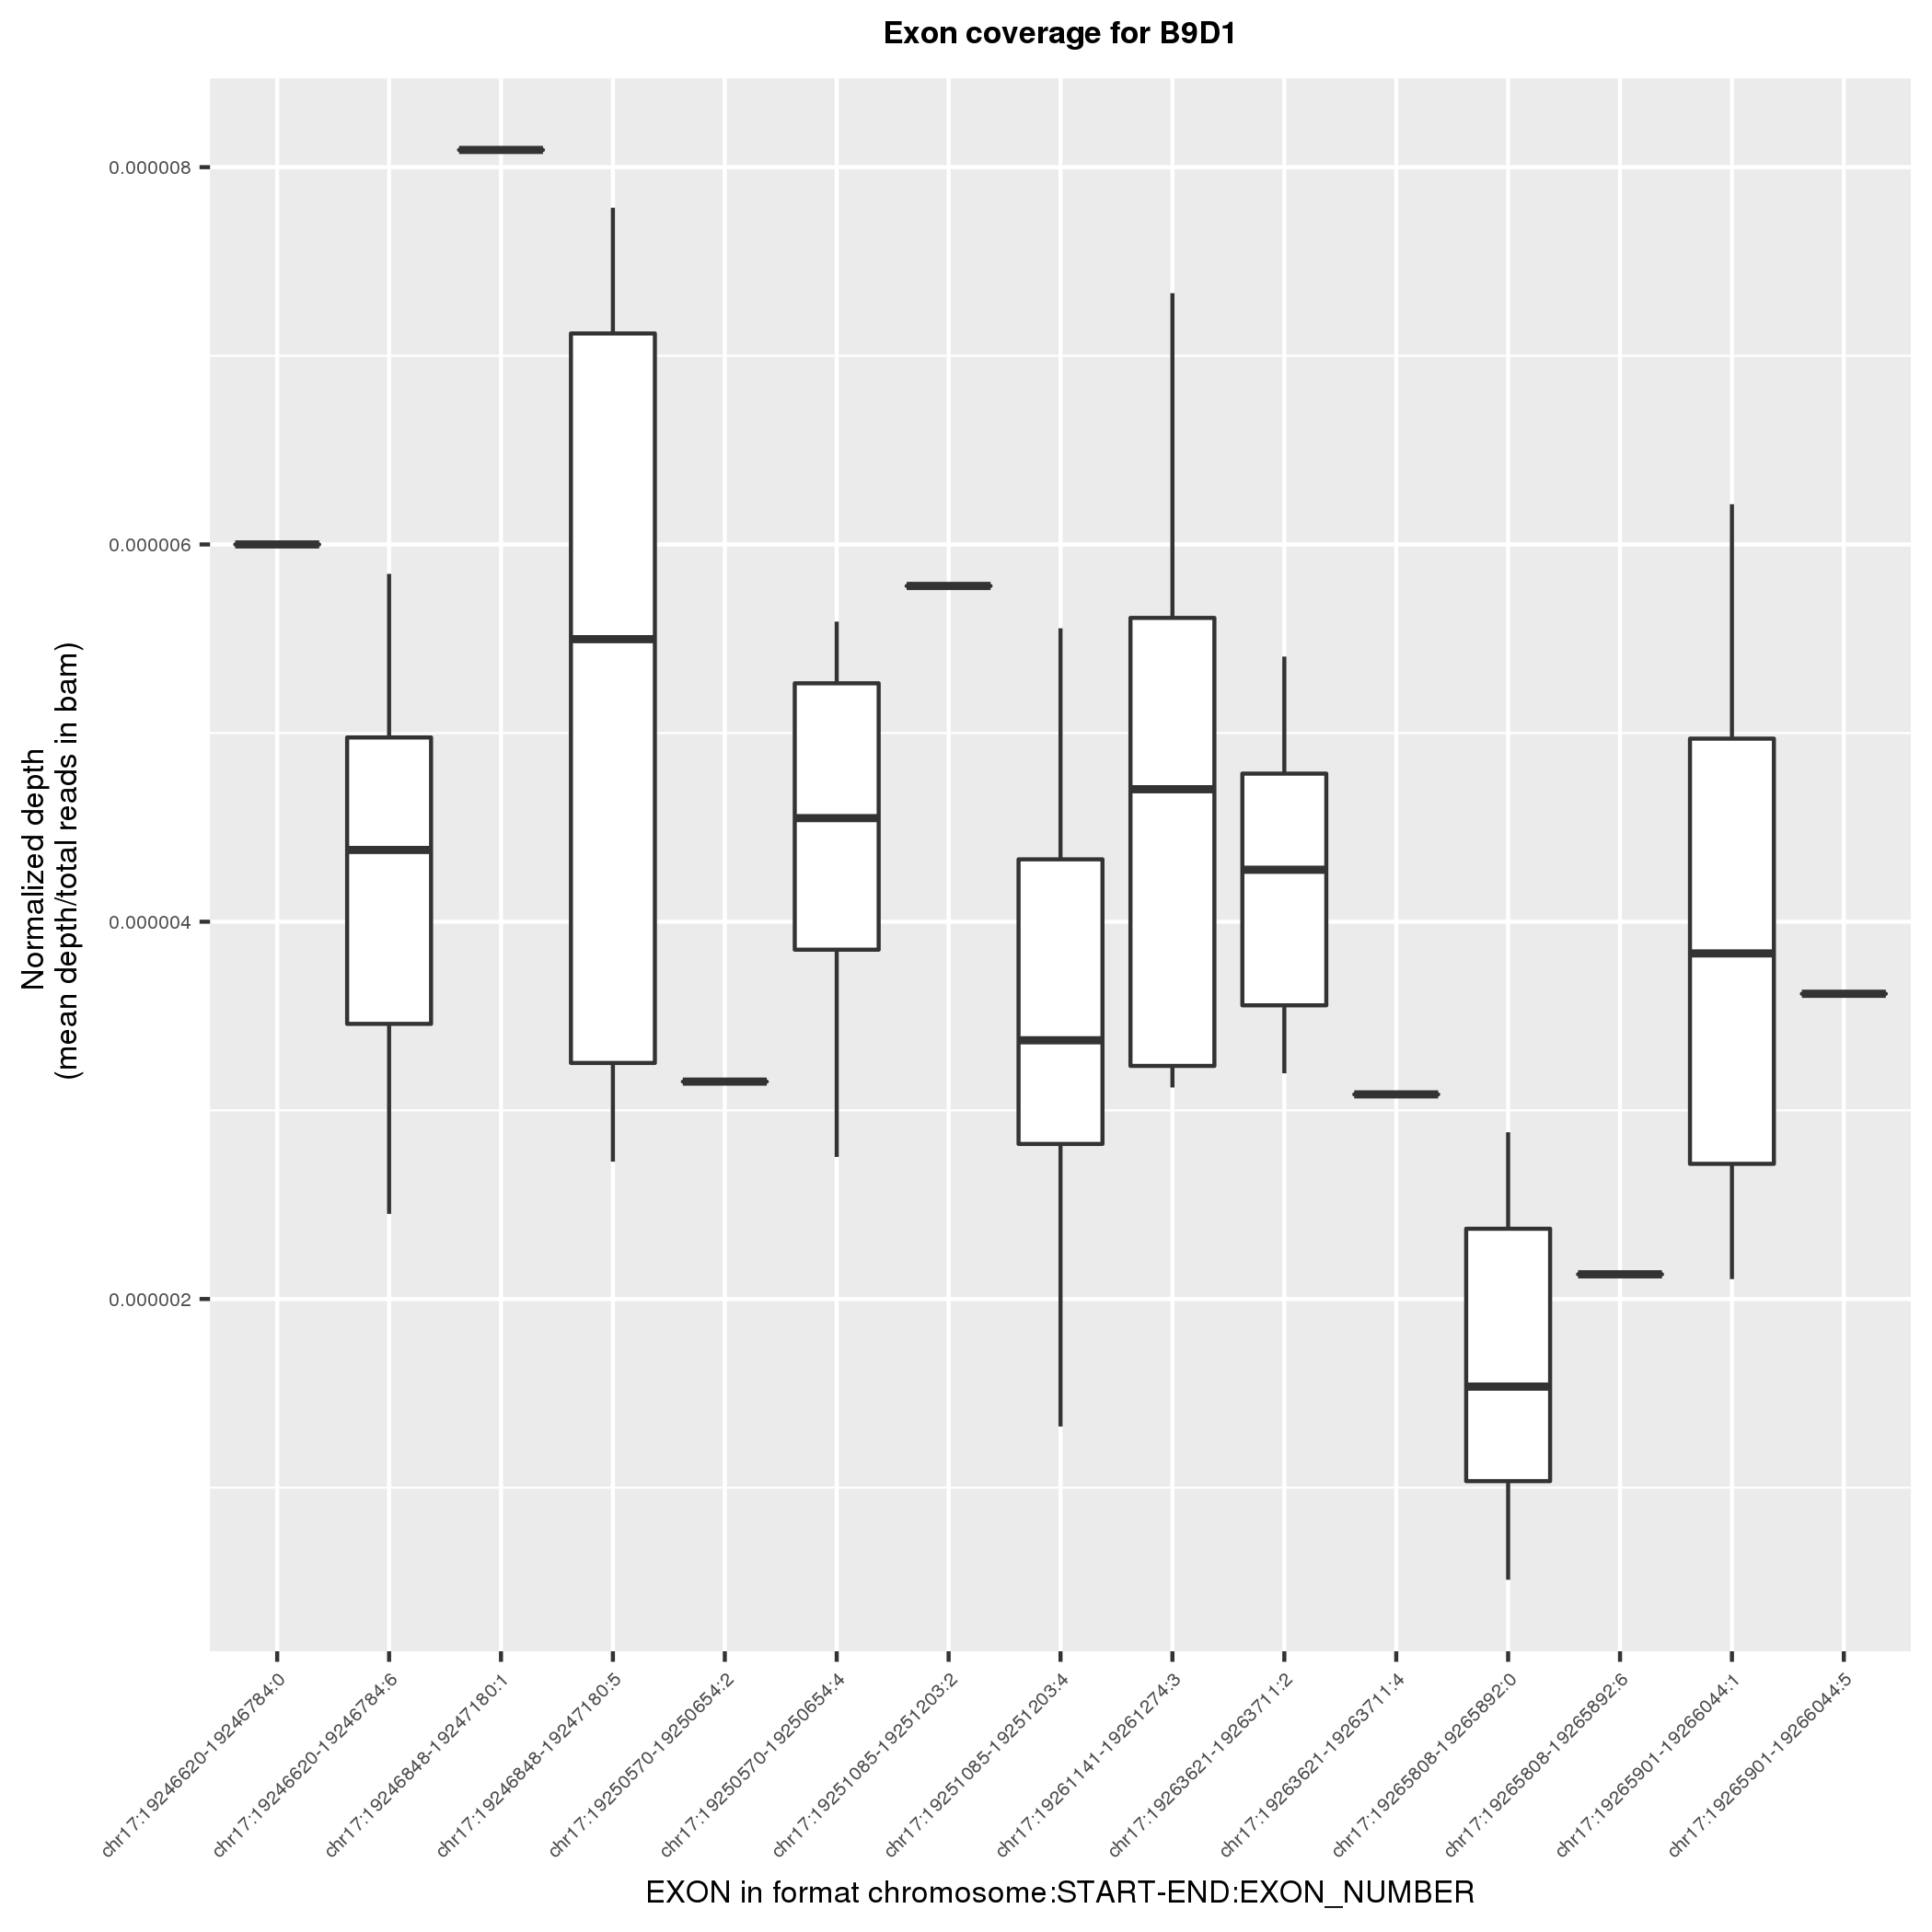 Exon coverage for B9D1
0.000008
0.000006
0.000004
0.000002
Normalized depth
(mean depth/total reads in bam)
chr17:19246620-19246784:0
chr17:19246620-19246784:6
chr17:19246848-19247180:1
chr17:19246848-19247180:5
chr17:19250570-19250654:2
chr17:19250570-19250654:4
chr17:19251085-19251203:2
chr17:19251085-19251203:4
chr17:19261141-19261274:3
chr17:19263621-19263711:2
chr17:19263621-19263711:4
chr17:19265808-19265892:0
chr17:19265808-19265892:6
chr17:19265901-19266044:1
chr17:19265901-19266044:5
EXON in format chromosome:START-END:EXON_NUMBER